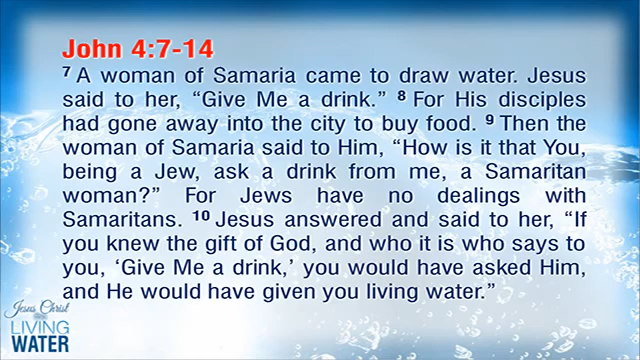 John 4:7-14
7 A woman of Samaria came to draw water. Jesus
said to her, “Give Me a drink.” 8 For His disciples
had gone away into the city to buy food. 9 Then the
woman of Samaria said to Him, “How is it that You,
being a Jew, ask a drink from me, a Samaritan
woman?” For Jews have no dealings with
Samaritans. 10 Jesus answered and said to her, “If
you knew the gift of God, and who it is who says to
you, ‘Give Me a drink,’ you would have asked Him,
and He would have given you living water.”
Jesus Christ
LIVING
WATER